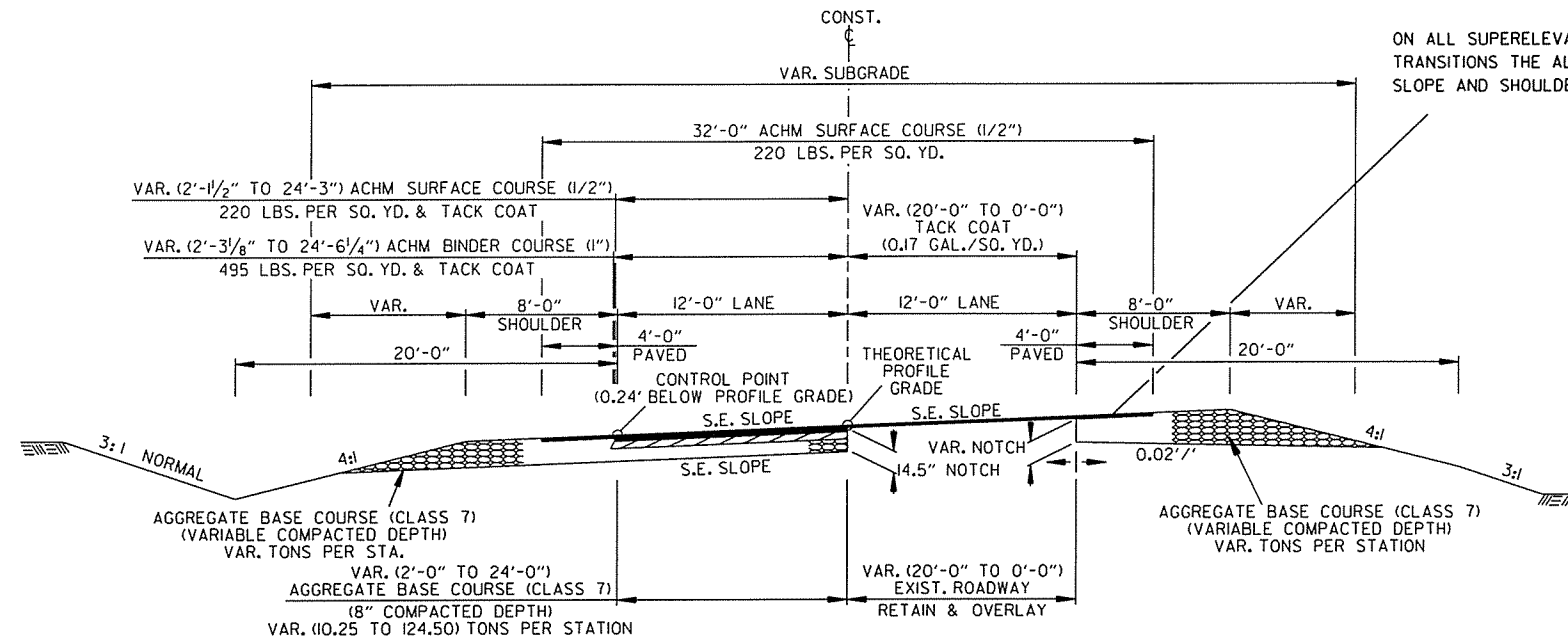 CONST.
℄
ON ALL SUPERELEVA
TRANSITIONS THE AL
SLOPE AND SHOULDE
VAR. SUBGRADE
32'-0" ACHM SURFACE COURSE (1/2")
220 LBS. PER SQ. YD.
VAR. (2'-1 1/2" TO 24'-3") ACHM SURFACE COURSE (1/2")
220 LBS. PER SQ. YD. & TACK COAT
VAR. (20'-0" TO 0'-0")
TACK COAT
(0.17 GAL./SQ. YD.)
VAR. (2'-3 1/8" TO 24'-6 1/4") ACHM BINDER COURSE (1")
495 LBS. PER SQ. YD. & TACK COAT
VAR.
8'-0"
SHOULDER
12'-0" LANE
12'-0" LANE
8'-0"
SHOULDER
VAR.
4'-0"
PAVED
4'-0"
PAVED
20'-0"
20'-0"
THEORETICAL
PROFILE
GRADE
CONTROL POINT
(0.24' BELOW PROFILE GRADE)
S.E. SLOPE
S.E. SLOPE
3:1 NORMAL
4:1
VAR. NOTCH
14.5" NOTCH
S.E. SLOPE
0.02'/'
4:1
3:1
AGGREGATE BASE COURSE (CLASS 7)
(VARIABLE COMPACTED DEPTH)
VAR. TONS PER STA.
AGGREGATE BASE COURSE (CLASS 7)
(VARIABLE COMPACTED DEPTH)
VAR. TONS PER STATION
VAR. (2'-0" TO 24'-0")
AGGREGATE BASE COURSE (CLASS 7)
(8" COMPACTED DEPTH)
VAR. (10.25 TO 124.50) TONS PER STATION
VAR. (20'-0" TO 0'-0")
EXIST. ROADWAY
RETAIN & OVERLAY